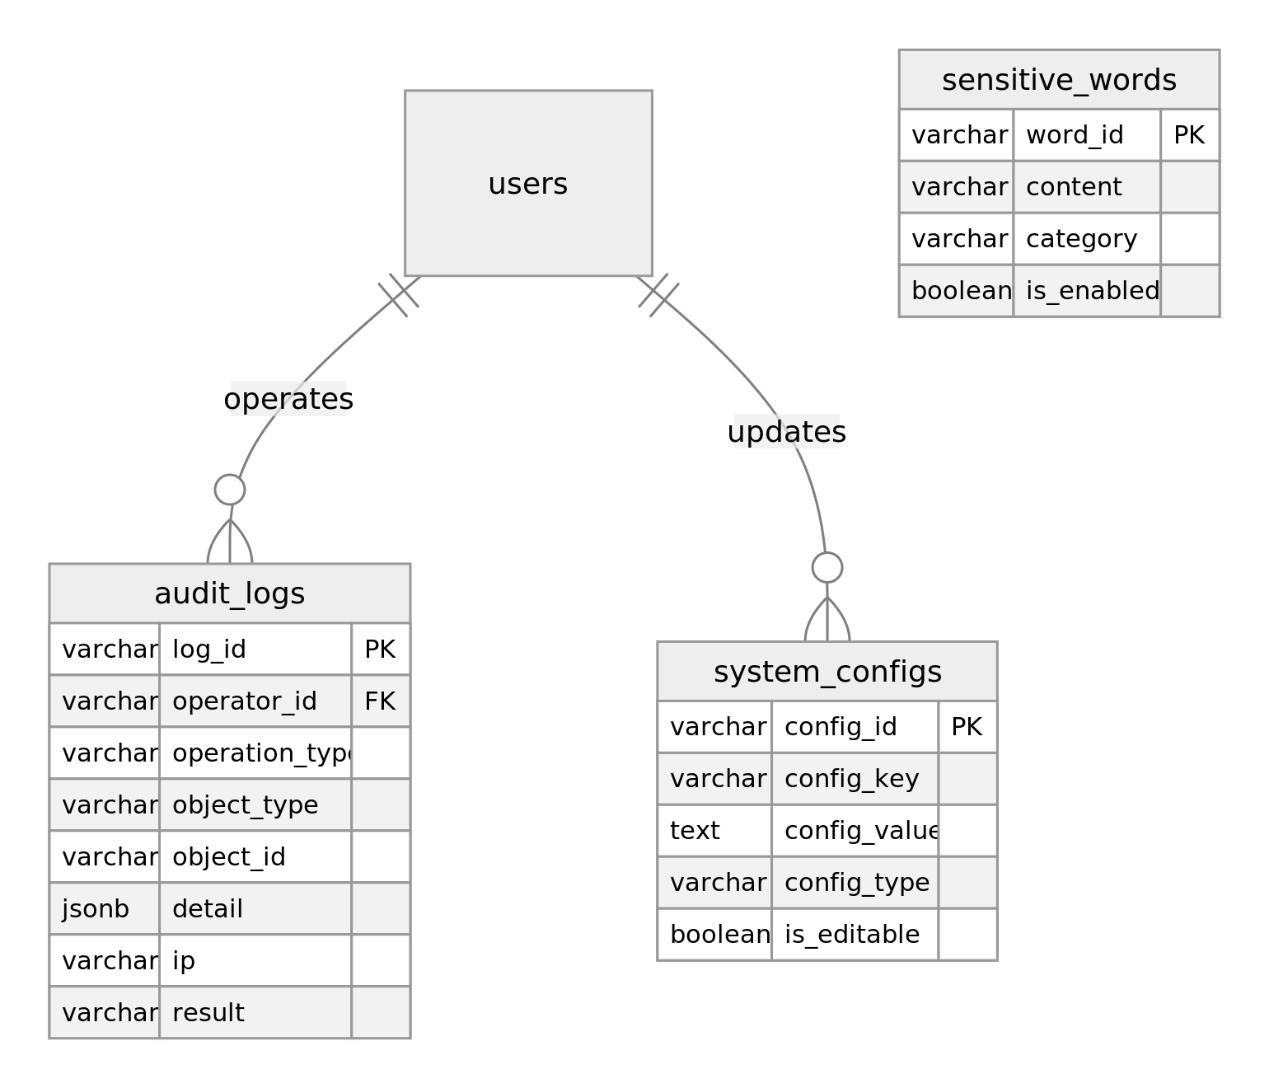 users
operates
updates
sensitive_words
varchar word_id PK
varchar content
varchar category
boolean is_enabled
audit_logs
varchar log_id PK
varchar operator_id FK
varchar operation_type
varchar object_type
varchar object_id
jsonb detail
varchar ip
varchar result
system_configs
varchar config_id PK
varchar config_key
text config_value
varchar config_type
boolean is_editable